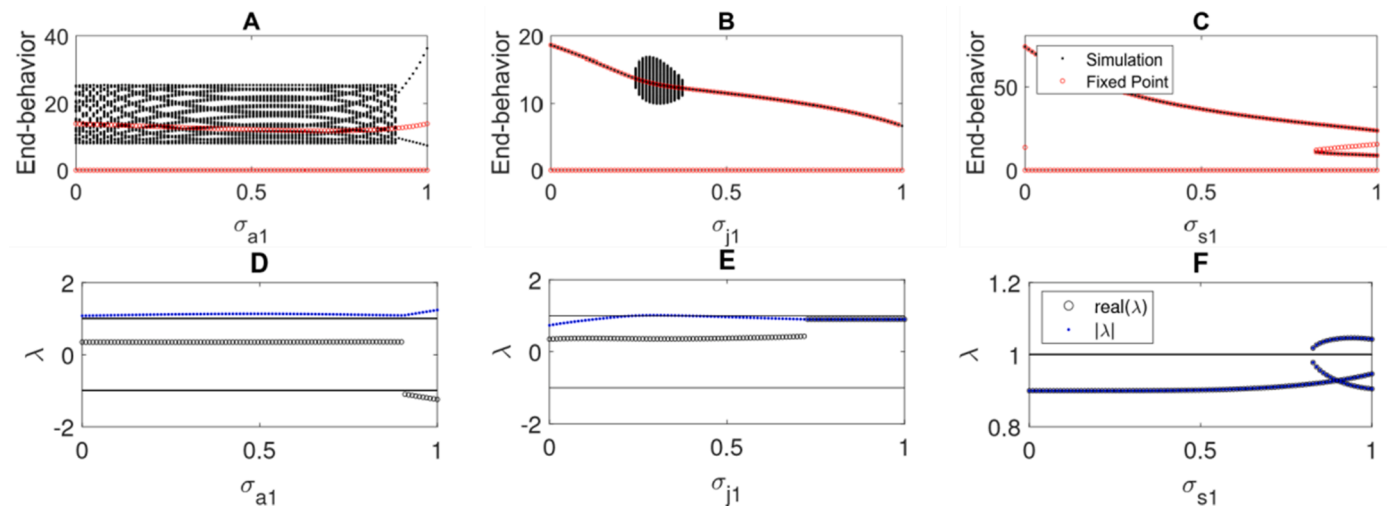 A
End-behavior
40
20
0
0
0.5
1
σa1
B
End-behavior
20
10
0
0
0.5
1
σj1
C
End-behavior
50
0
Simulation
Fixed Point
0
0.5
1
σs1
D
λ
2
0
-2
0
0.5
1
σa1
E
λ
2
0
-2
0
0.5
1
σj1
F
λ
1.2
1
0.8
real(λ)
|λ|
0
0.5
1
σs1